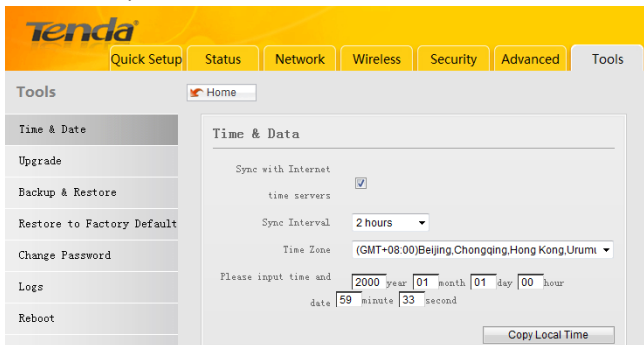 Tenda
Quick Setup Status Network Wireless Security Advanced Tools
Tools
Home
Time & Date
Upgrade
Backup & Restore
Restore to Factory Default
Change Password
Logs
Reboot
Time & Data
Sync with Internet
time servers
Sync Interval 2 hours
Time Zone (GMT+08:00)Beijing,Chongqing,Hong Kong,Urum
Please input time and 2000 year 01 month 01 day 00 hour
date 59 minute 33 second
Copy Local Time